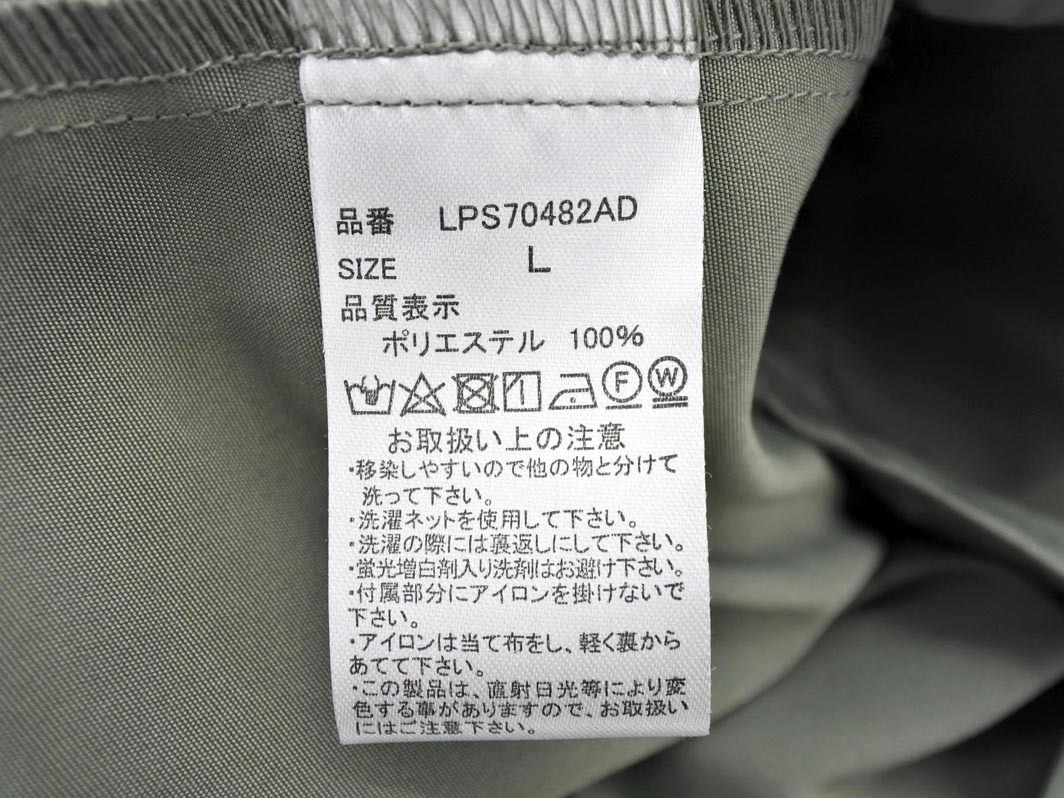 品番 LPS70482AD
SIZE L
品質表示
ポリエステル 100%
F W
お取扱い上の注意
・移染しやすいので他の物と分けて
洗って下さい。
・洗濯ネットを使用して下さい。
・洗濯の際には裏返しにして下さい。
・蛍光増白剤入り洗剤はお避け下さい。
・付属部分にアイロンを掛けないで
下さい。
・アイロンは当て布をし、軽く裏から
あてて下さい。
・この製品は、直射日光等により変
色する事がありますので、お取扱い
にはご注意下さい。